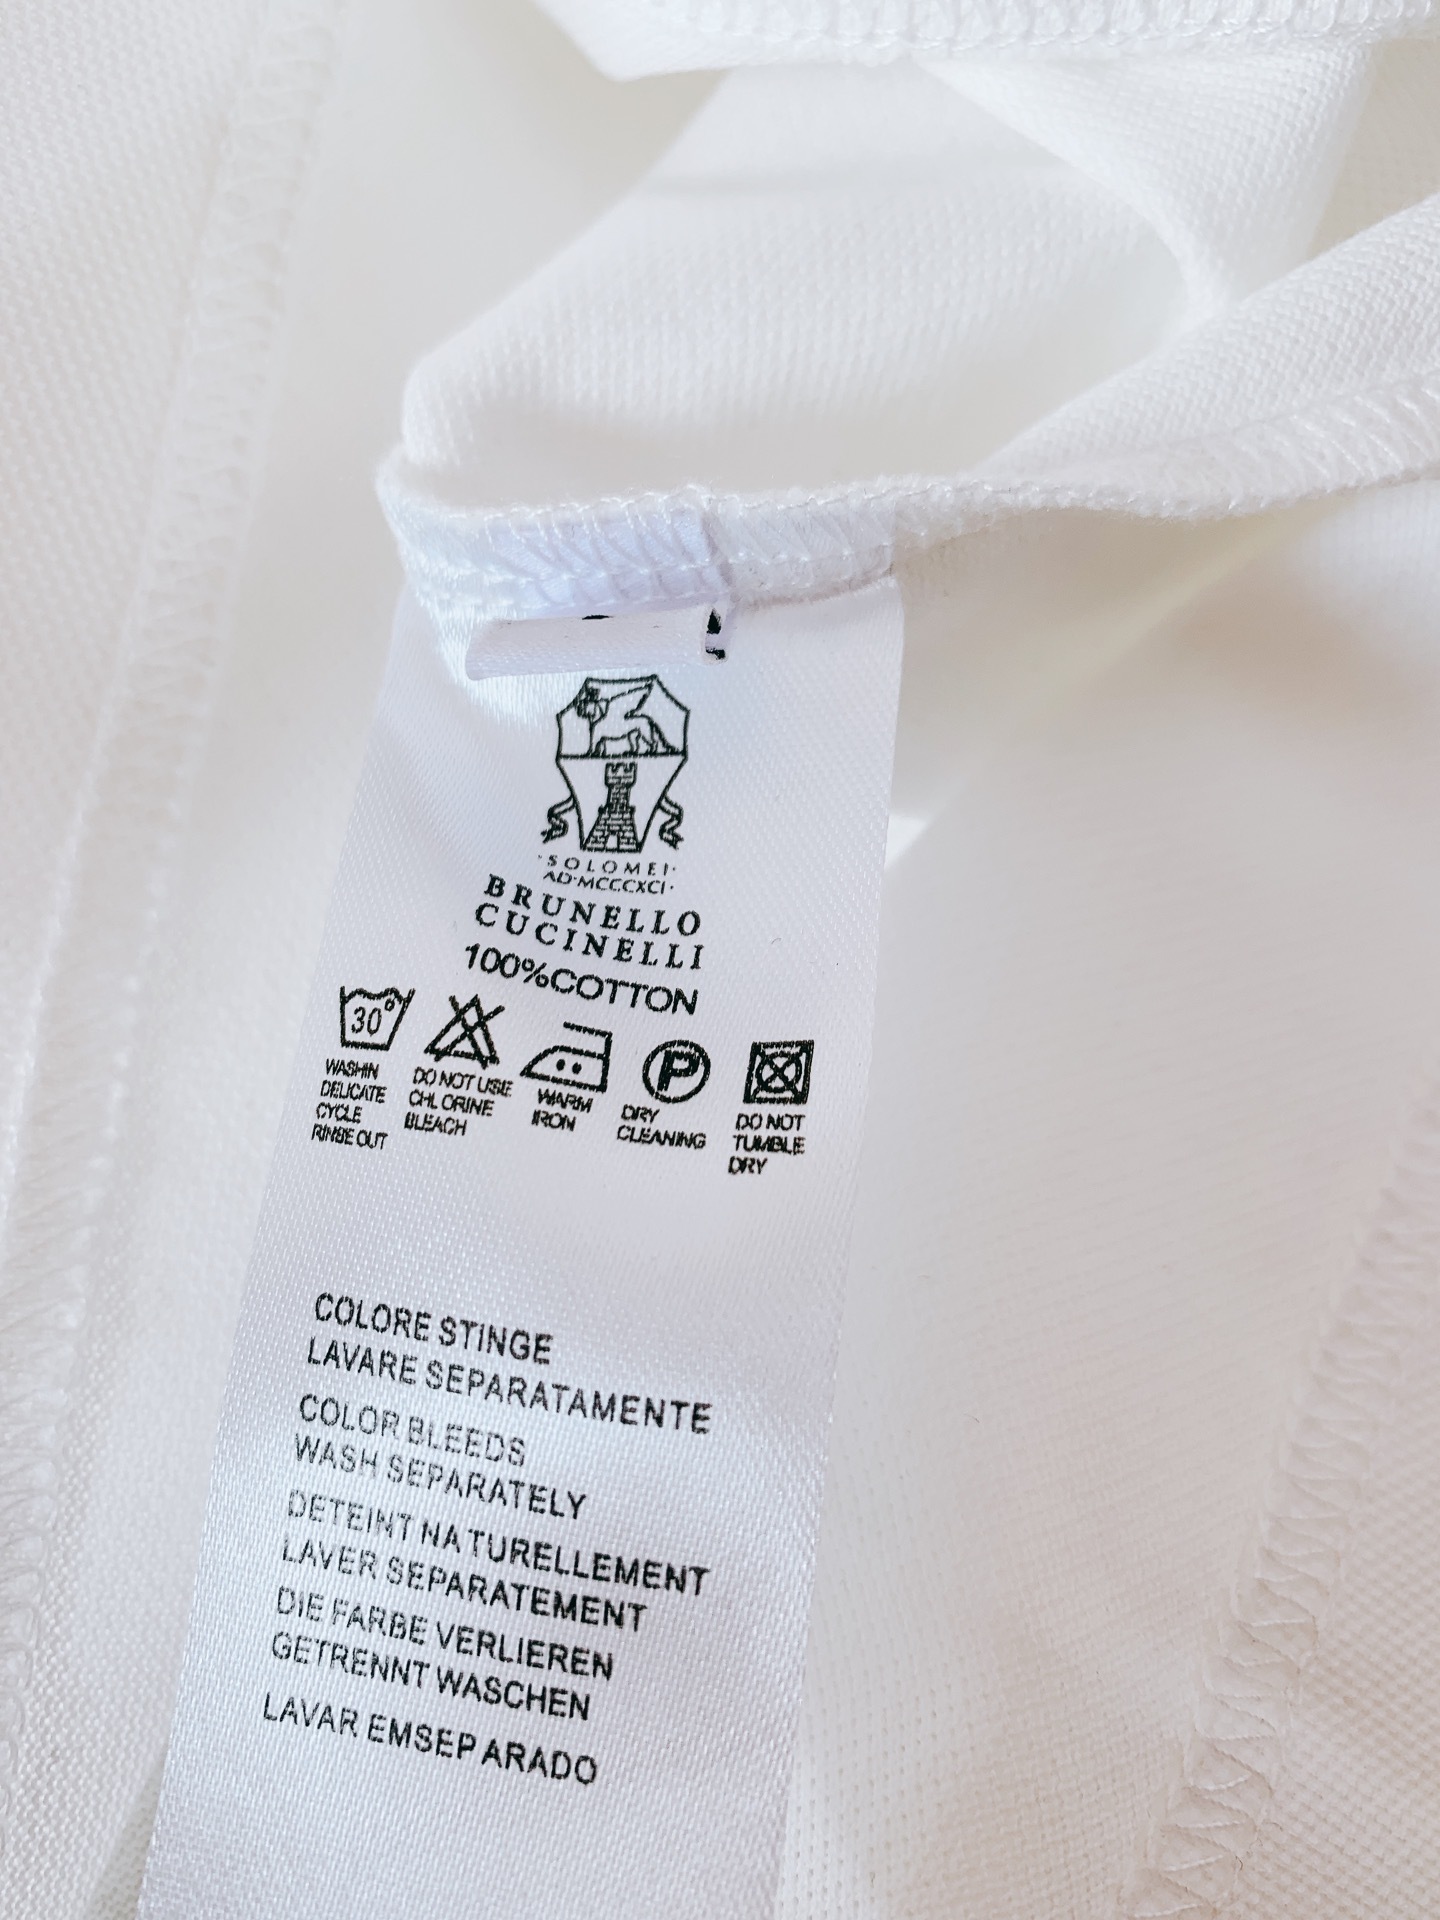 ·SOLOMEI·
AD·MCCCXCI·
BRUNELLO
CUCINELLI
100%COTTON
30°
P
WASHIN
DELICATE
CYCLE
RINSE OUT
DO NOT USE
CHLORINE
BLEACH
WARM
IRON
DRY
CLEANING
DO NOT
TUMBLE
DRY
COLORE STINGE
LAVARE SEPARATAMENTE
COLOR BLEEDS
WASH SEPARATELY
DETEINT NATURELLEMENT
LAVER SEPARATEMENT
DIE FARBE VERLIEREN
GETRENNT WASCHEN
LAVAR EMSEP ARADO